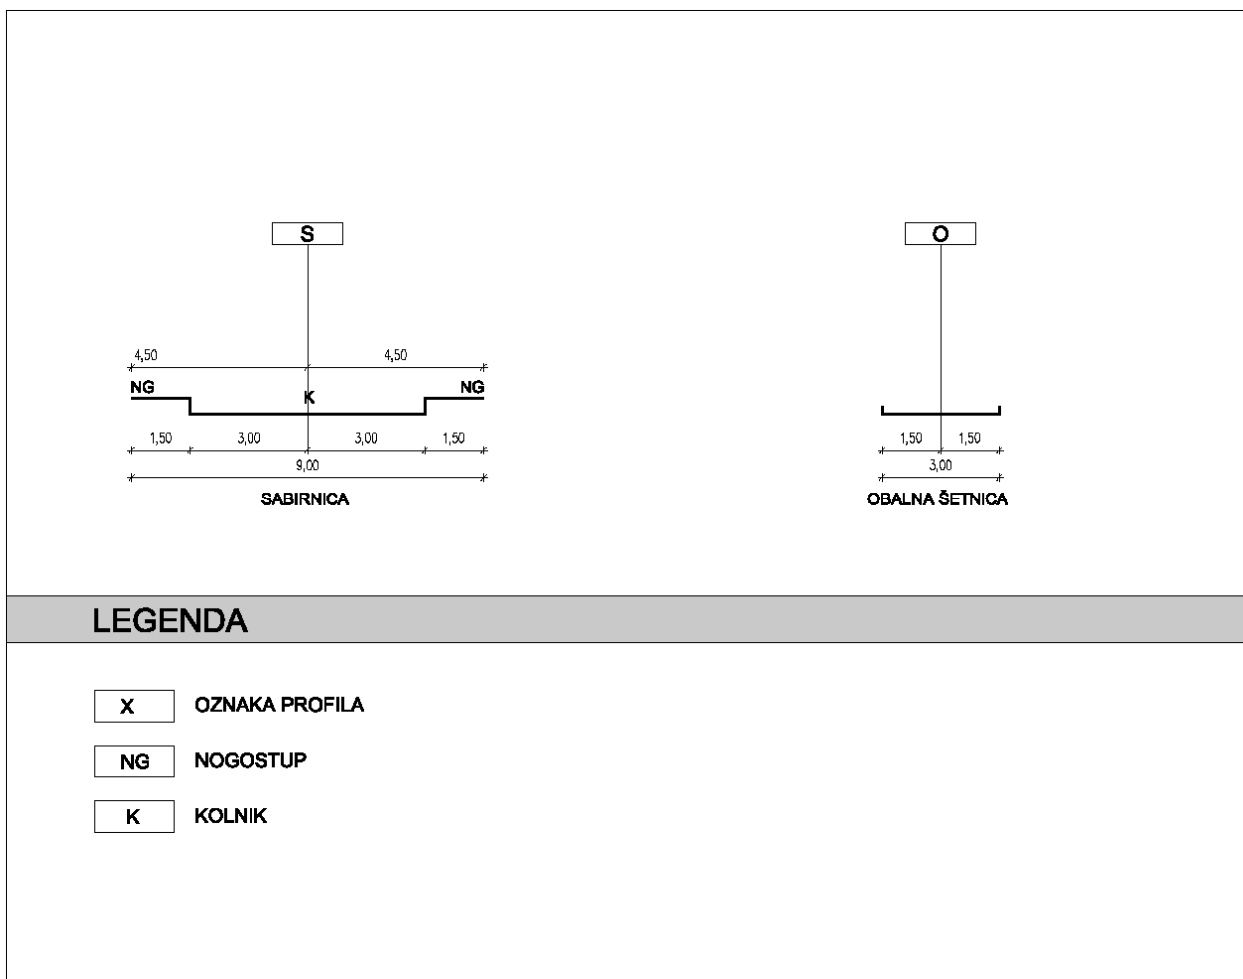 S
4,50 4,50
NG K NG
1,50 3,00 3,00 1,50
9,00
SABIRNICA
O
1,50 1,50
3,00
OBALNA ŠETNICA
LEGENDA
X OZNAKA PROFILA
NG NOGOSTUP
K KOLNIK